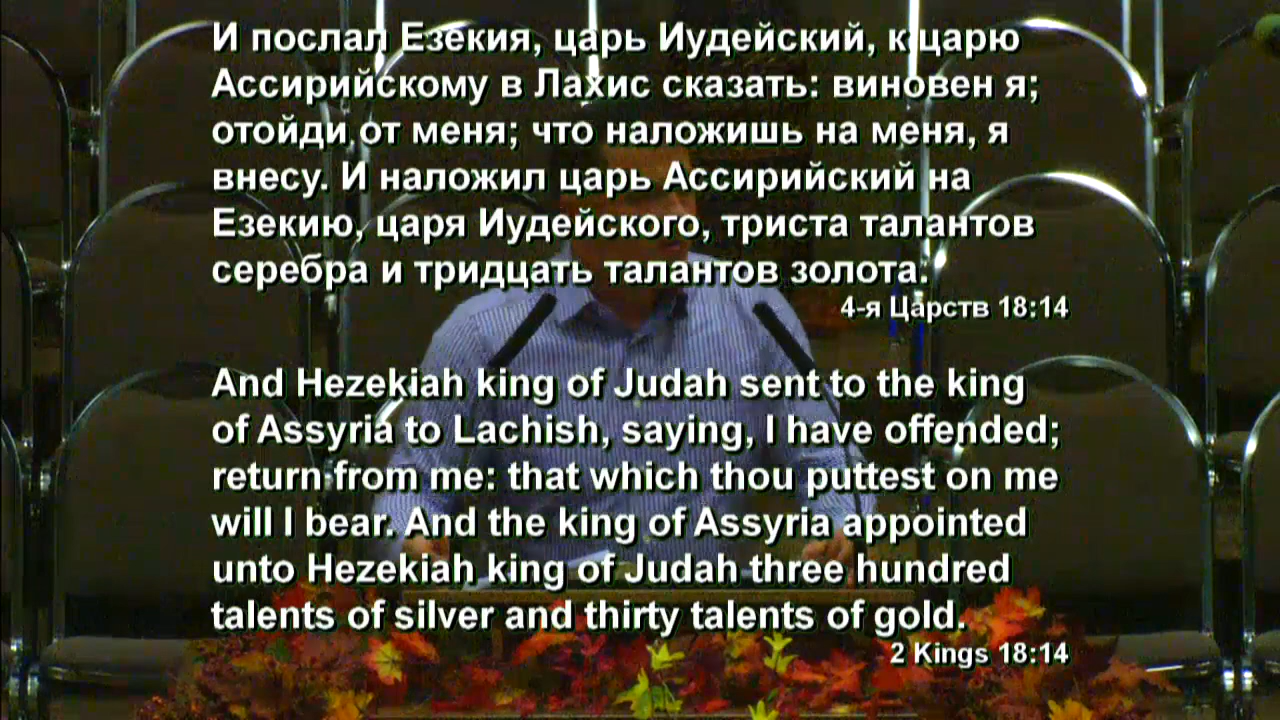 И послал Езекия, царь Иудейский, к царю
Ассирийскому в Лахис сказать: виновен я;
отойди от меня; что наложишь на меня, я
внесу. И наложил царь Ассирийский на
Езекию, царя Иудейского, триста талантов
серебра и тридцать талантов золота.
4-я Царств 18:14
And Hezekiah king of Judah sent to the king
of Assyria to Lachish, saying, I have offended;
return from me: that which thou puttest on me
will I bear. And the king of Assyria appointed
unto Hezekiah king of Judah three hundred
talents of silver and thirty talents of gold.
2 Kings 18:14